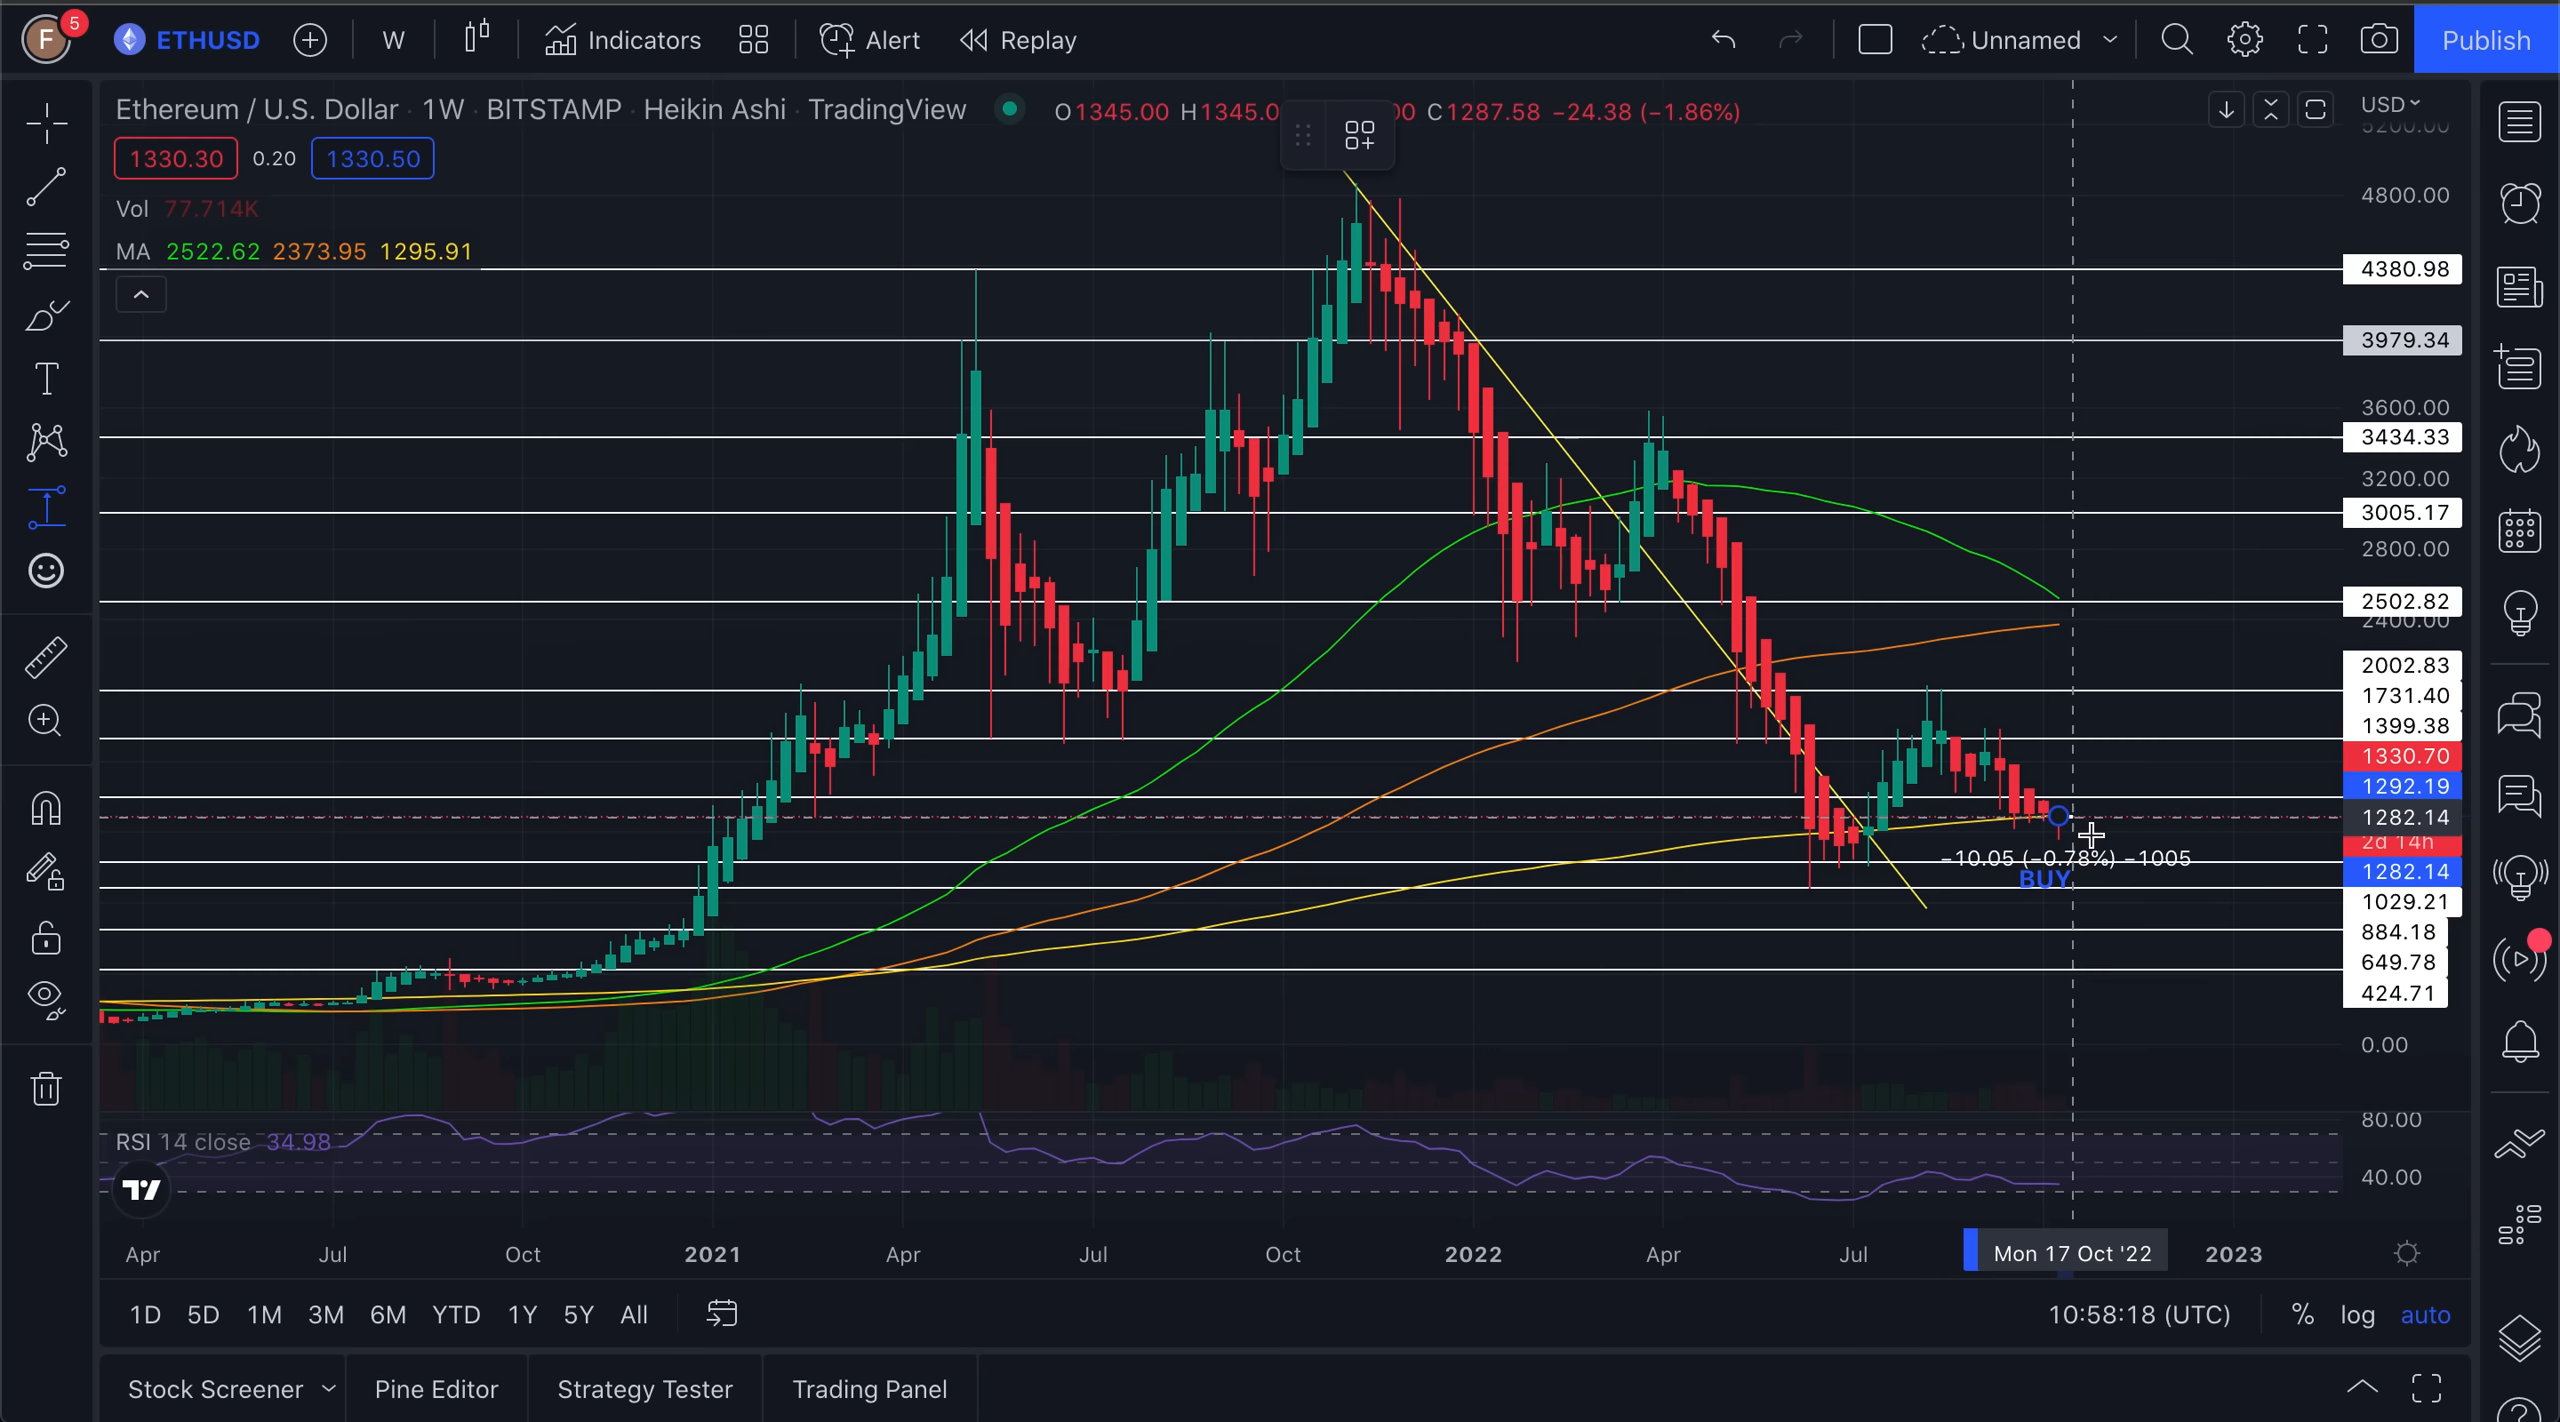 F 5 ETHUSD W Indicators Alert Replay Unnamed Publish
Ethereum / U.S. Dollar · 1W · BITSTAMP · Heikin Ashi · TradingView O1345.00 H1345.0 00 C1287.58 −24.38 (−1.86%)
USD
5200.00
1330.30 0.20 1330.50
Vol 77.714K
MA 2522.62 2373.95 1295.91
4800.00
4380.98
3979.34
3600.00
3434.33
3200.00
3005.17
2800.00
2502.82
2400.00
2002.83
1731.40
1399.38
1330.70
1292.19
1282.14
2d 14h
−10.05 (−0.78%) −1005
BUY
1282.14
1029.21
884.18
649.78
424.71
0.00
80.00
RSI 14 close 34.98
40.00
Apr Jul Oct 2021 Apr Jul Oct 2022 Apr Jul Mon 17 Oct '22 2023
1D 5D 1M 3M 6M YTD 1Y 5Y All 10:58:18 (UTC) % log auto
Stock Screener Pine Editor Strategy Tester Trading Panel